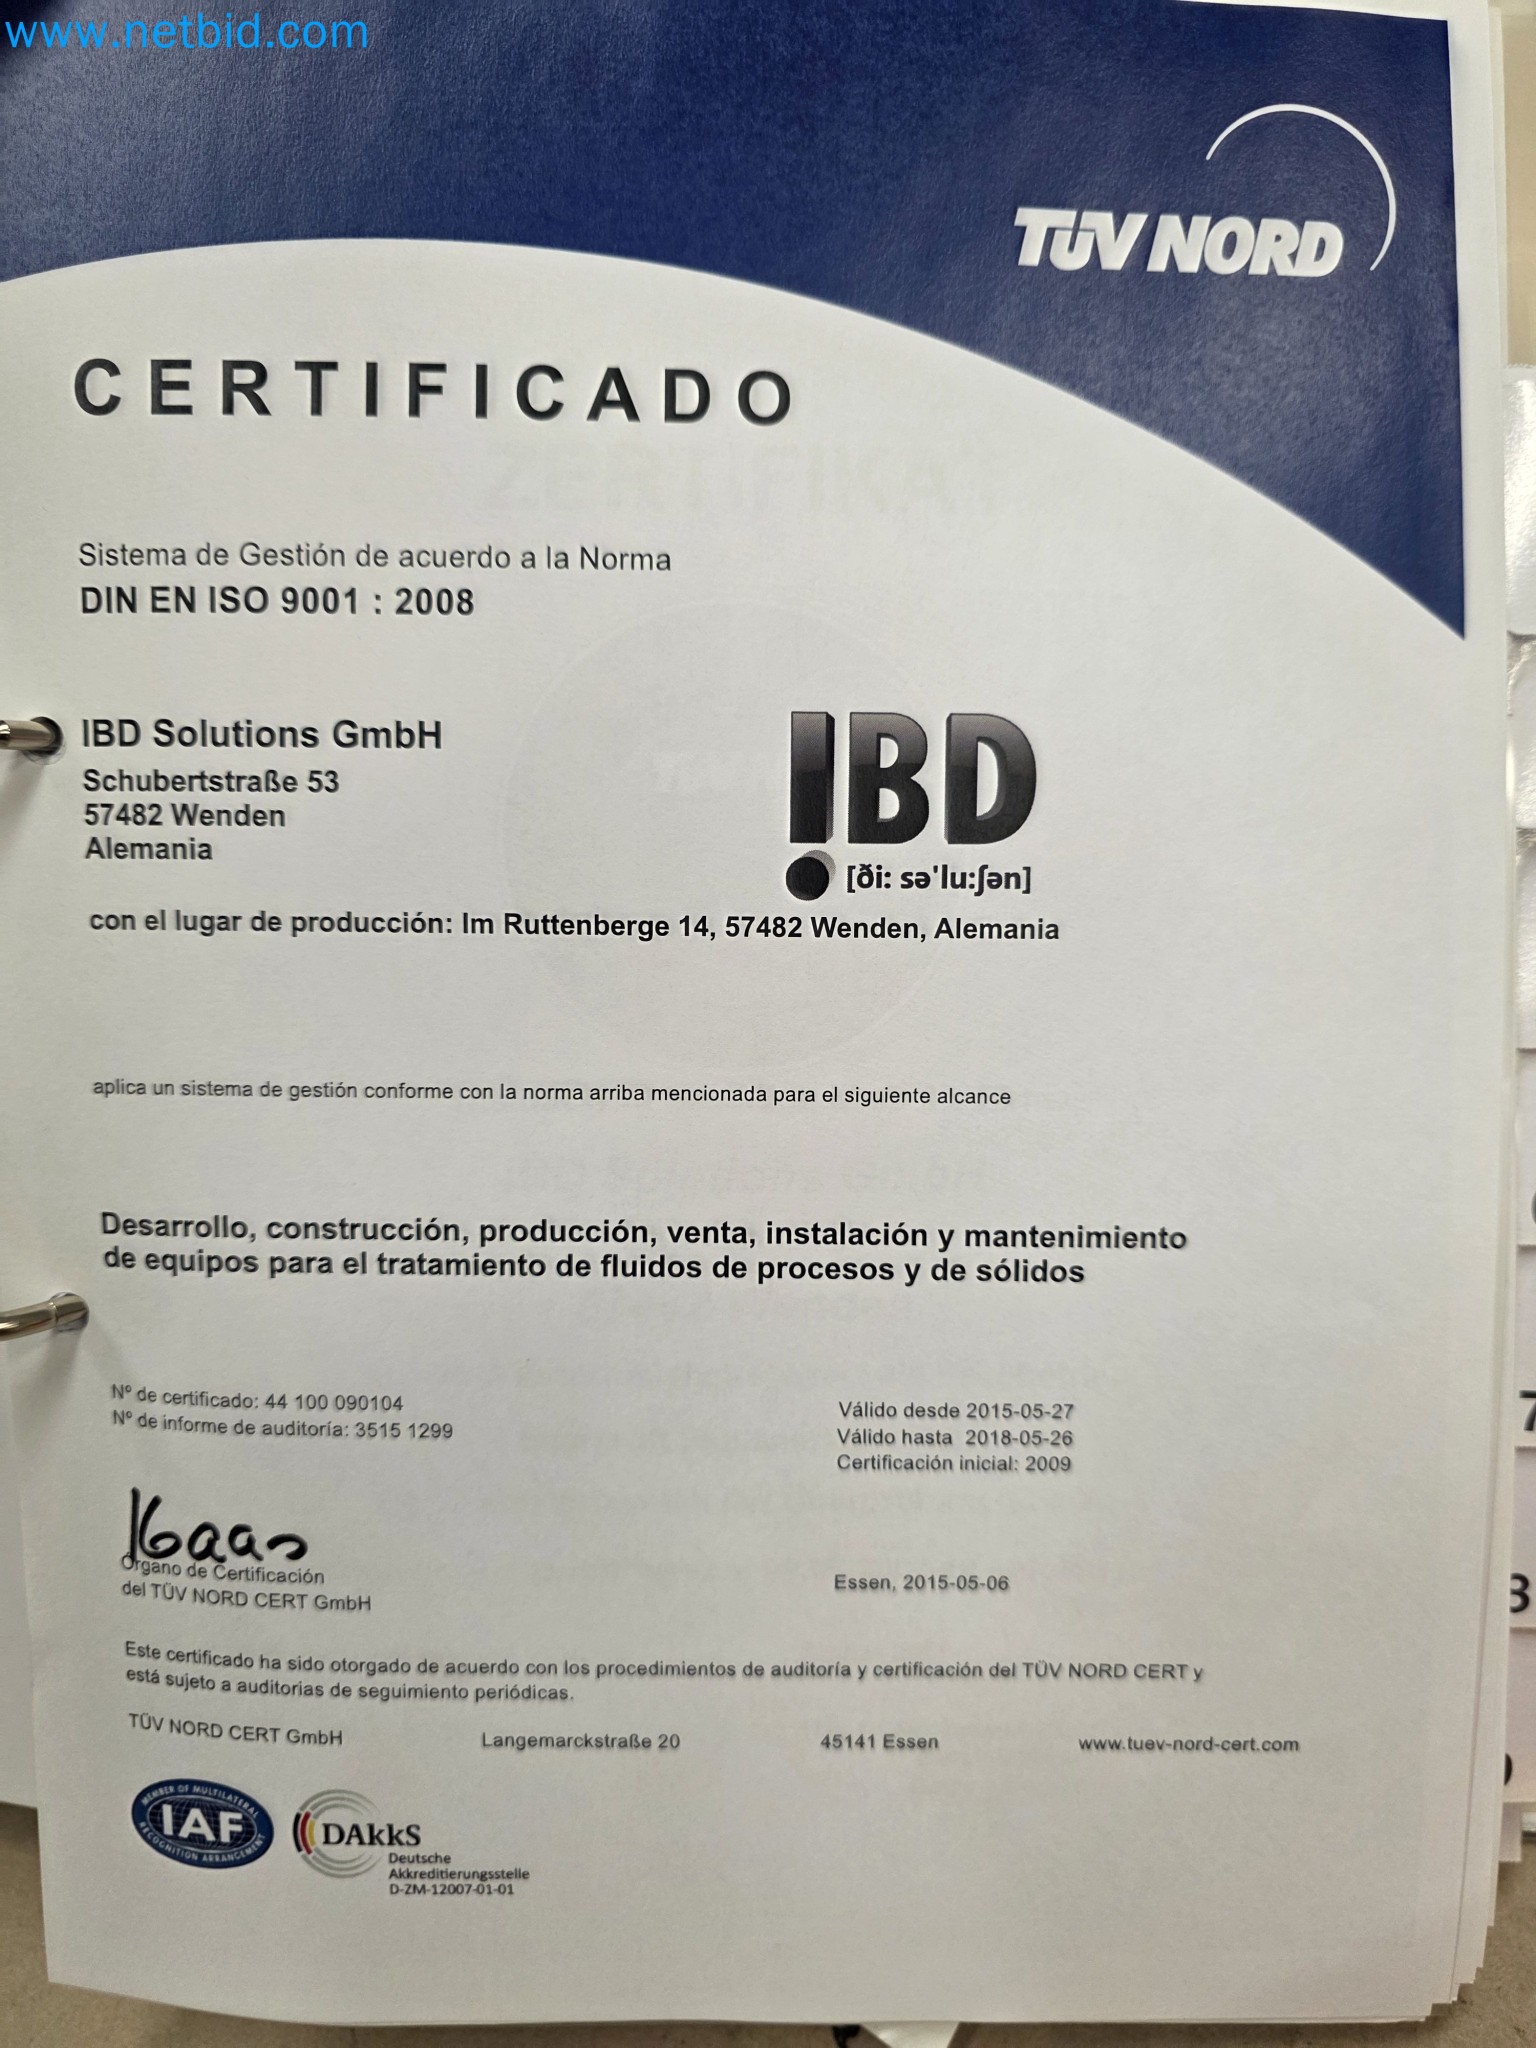 www.netbid.com
TÜV NORD
CERTIFICADO
Sistema de Gestión de acuerdo a la Norma
DIN EN ISO 9001 : 2008
IBD Solutions GmbH
Schubertstraße 53
57482 Wenden
Alemania
IBD
[ði: sə'lu:ʃən]
con el lugar de producción: Im Ruttenberge 14, 57482 Wenden, Alemania
aplica un sistema de gestión conforme con la norma arriba mencionada para el siguiente alcance
Desarrollo, construcción, producción, venta, instalación y mantenimiento
de equipos para el tratamiento de fluidos de procesos y de sólidos
Nº de certificado: 44 100 090104
Nº de informe de auditoría: 3515 1299
Válido desde 2015-05-27
Válido hasta 2018-05-26
Certificación inicial: 2009
Órgano de Certificación
del TÜV NORD CERT GmbH
Essen, 2015-05-06
Este certificado ha sido otorgado de acuerdo con los procedimientos de auditoría y certificación del TÜV NORD CERT y
está sujeto a auditorias de seguimiento periódicas.
TÜV NORD CERT GmbH Langemarckstraße 20 45141 Essen www.tuev-nord-cert.com
MEMBER OF MULTILATERAL
IAF
RECOGNITION ARRANGEMENT
DAkkS
Deutsche
Akkreditierungsstelle
D-ZM-12007-01-01